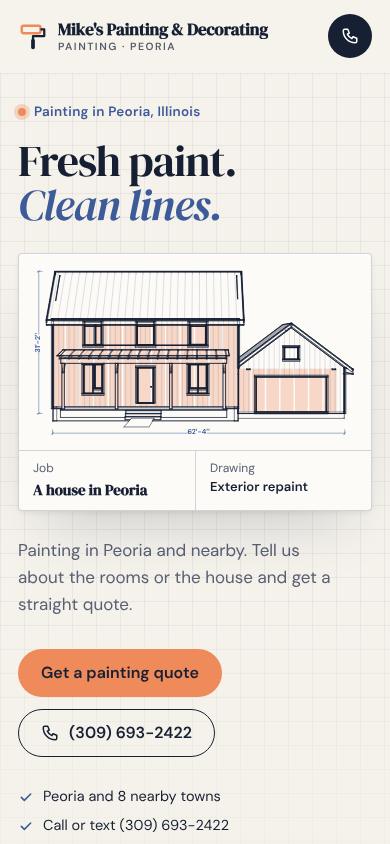 Mike's Painting & Decorating
PAINTING · PEORIA
Painting in Peoria, Illinois
Fresh paint.
Clean lines.
31'-2"
62'-4"
Job
A house in Peoria
Drawing
Exterior repaint
Painting in Peoria and nearby. Tell us
about the rooms or the house and get a
straight quote.
Get a painting quote
(309) 693-2422
Peoria and 8 nearby towns
Call or text (309) 693-2422